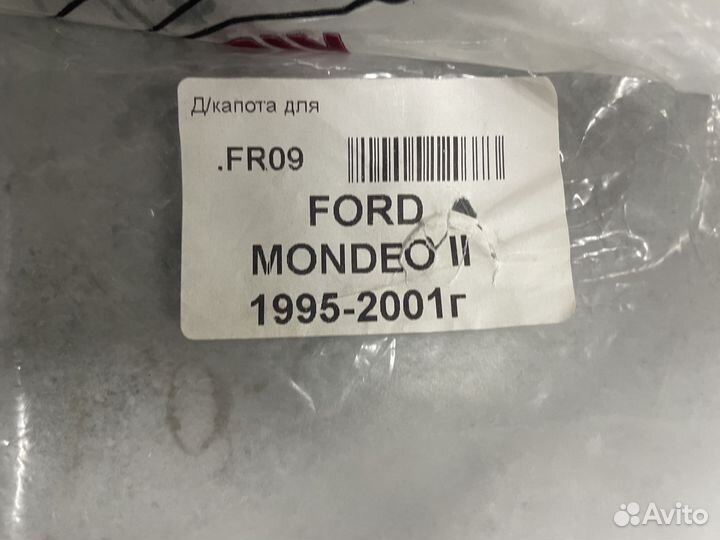 Д/капота для
.FR09
FORD
MONDEO II
1995-2001г
Avito